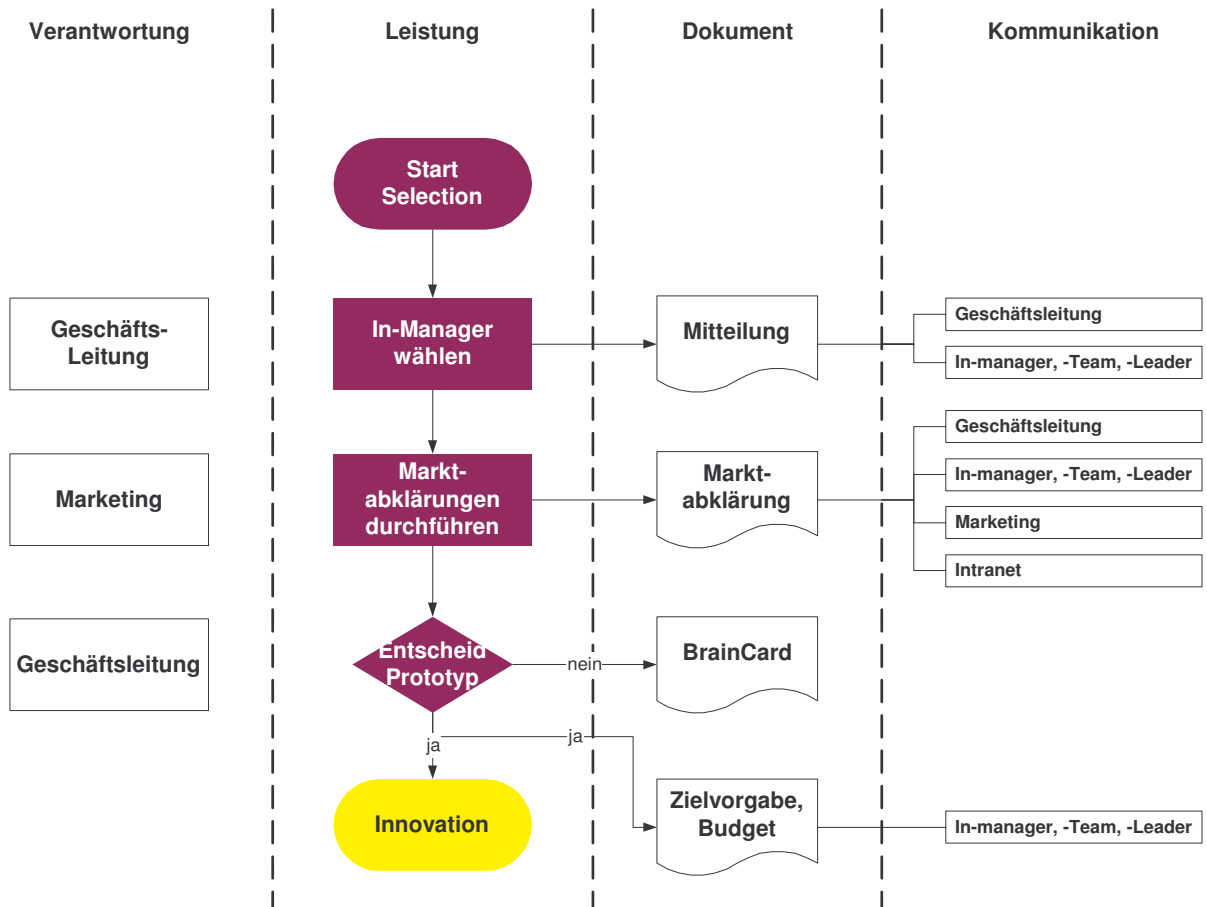 Verantwortung
Leistung
Dokument
Kommunikation
Start
Selection
Geschäfts-
Leitung
In-Manager
wählen
Mitteilung
Geschäftsleitung
In-manager, -Team, -Leader
Marketing
Markt-
abklärungen
durchführen
Markt-
abklärung
Geschäftsleitung
In-manager, -Team, -Leader
Marketing
Intranet
Geschäftsleitung
Entscheid
Prototyp
nein
BrainCard
ja
ja
Innovation
Zielvorgabe,
Budget
In-manager, -Team, -Leader